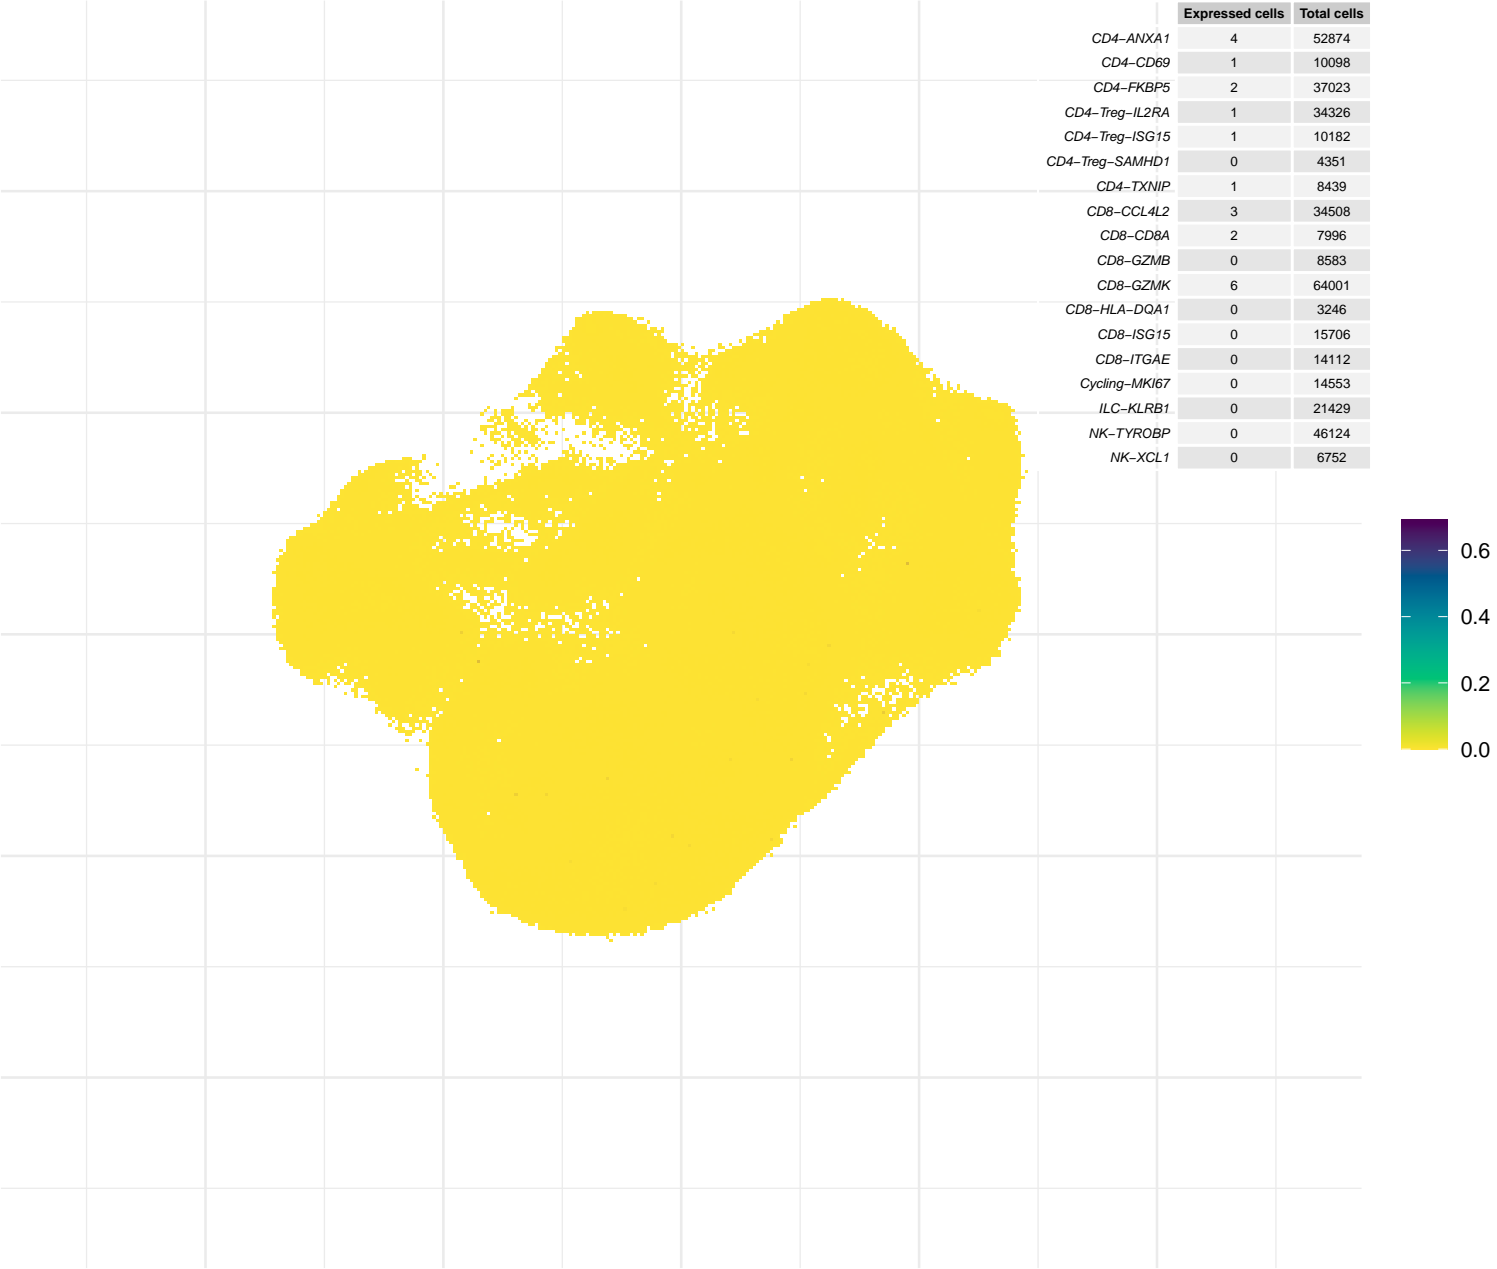 Expressed cells Total cells
CD4−ANXA1 4 52874
CD4−CD69 1 10098
CD4−FKBP5 2 37023
CD4−Treg−IL2RA 1 34326
CD4−Treg−ISG15 1 10182
CD4−Treg−SAMHD1 0 4351
CD4−TXNIP 1 8439
CD8−CCL4L2 3 34508
CD8−CD8A 2 7996
CD8−GZMB 0 8583
CD8−GZMK 6 64001
CD8−HLA−DQA1 0 3246
CD8−ISG15 0 15706
CD8−ITGAE 0 14112
Cycling−MKI67 0 14553
ILC−KLRB1 0 21429
NK−TYROBP 0 46124
NK−XCL1 0 6752
0.6
0.4
0.2
0.0